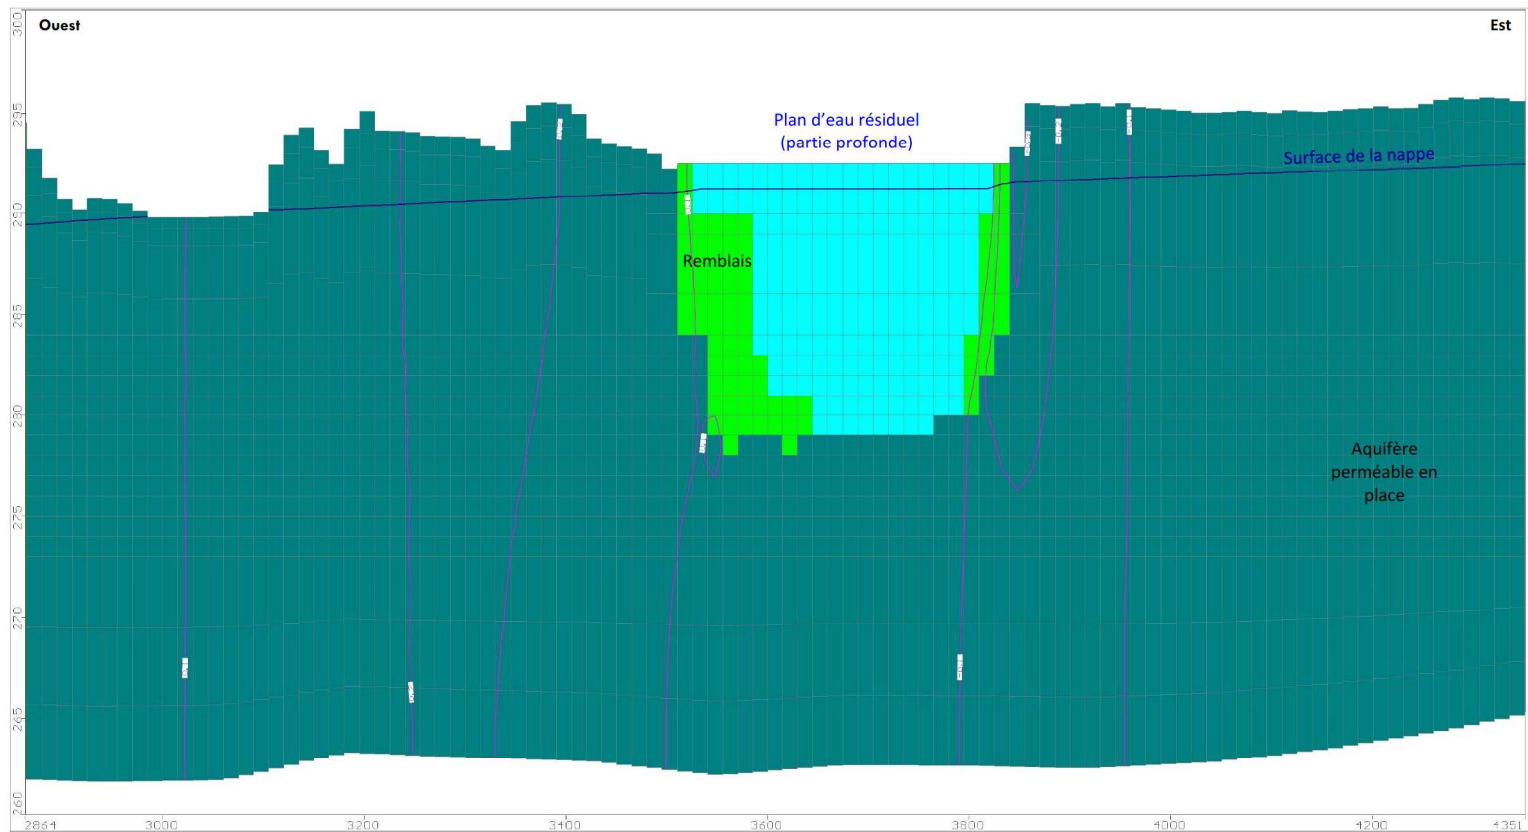 Ouest
Est
Plan d’eau résiduel
(partie profonde)
Surface de la nappe
Remblais
Aquifère
perméable en
place
300
295
290
285
280
275
270
265
260
2864
3000
3200
3400
3600
3800
4000
4200
4351